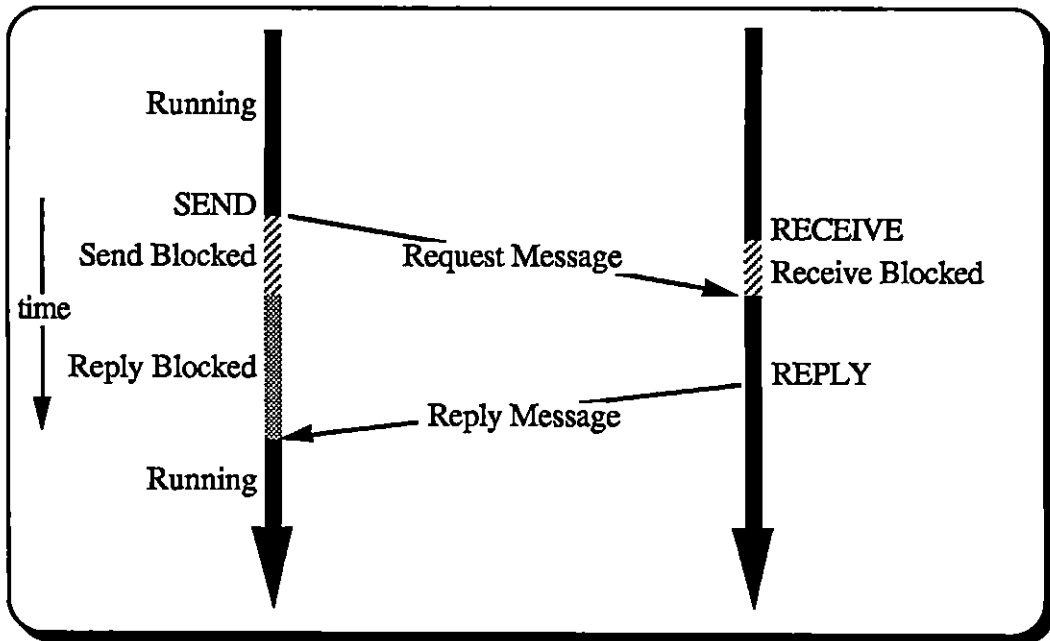 Running
SEND
RECEIVE
Send Blocked
Request Message
Receive Blocked
time
Reply Blocked
REPLY
Reply Message
Running